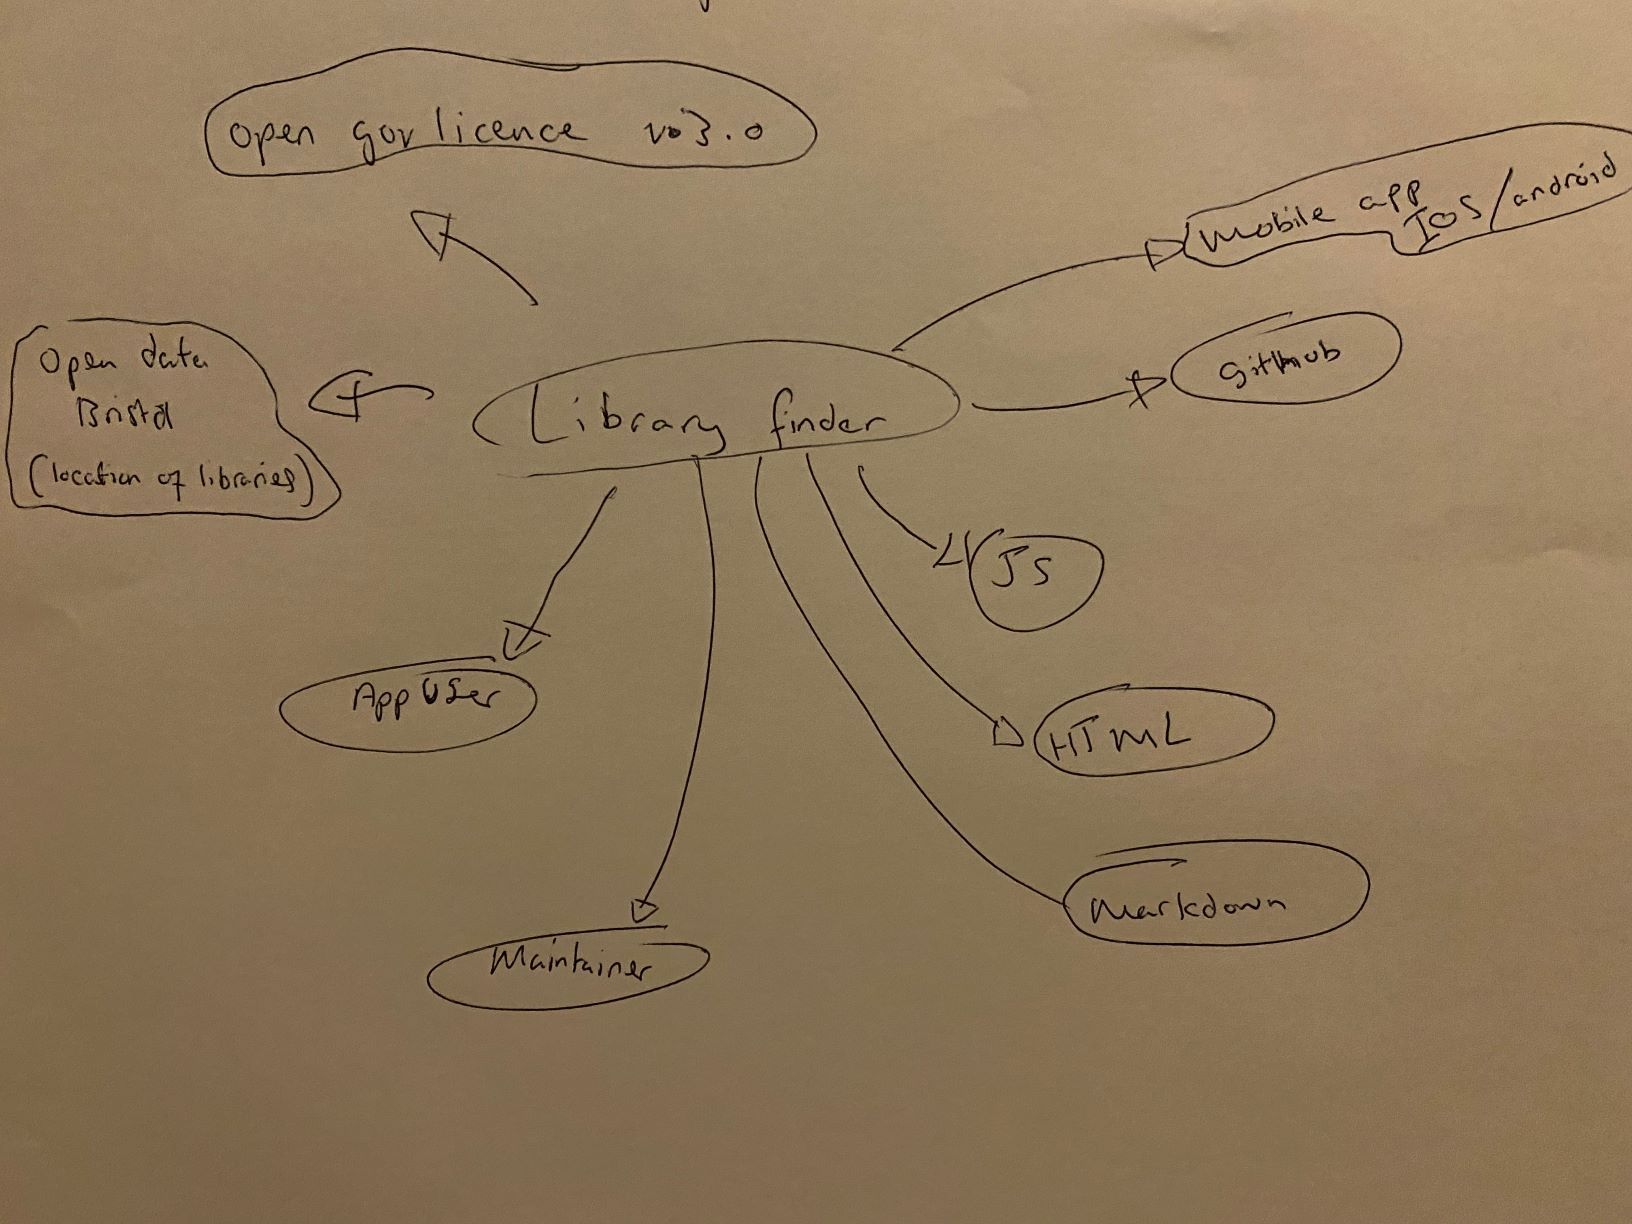 Open gov licence v03.0
Open data
Bristol
(location of libraries)
Library finder
Mobile app
IOS/android
GitHub
App User
JS
HTML
Maintainer
Markdown